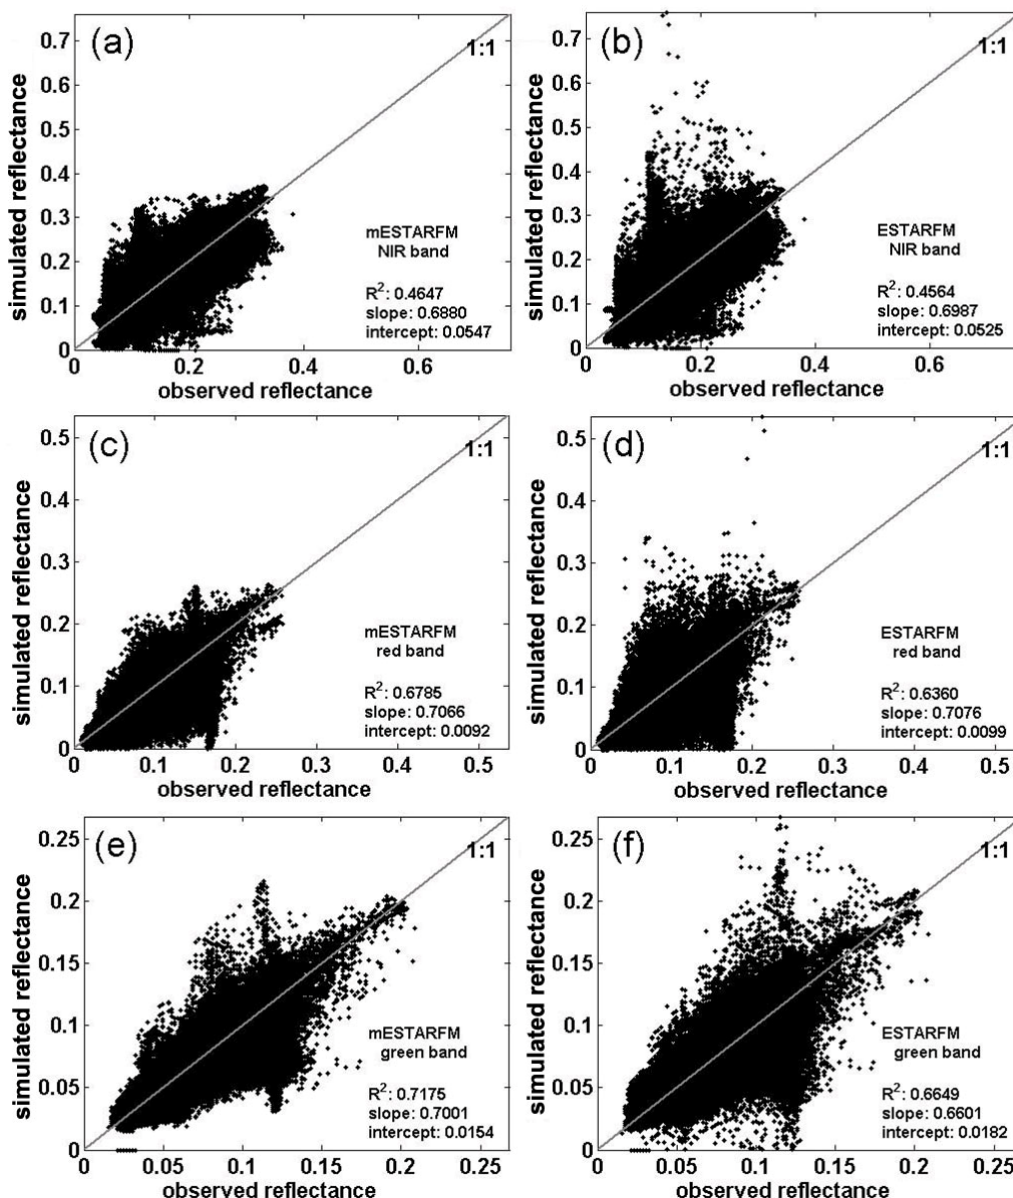 (a)
1:1
simulated reflectance
0.7
0.6
0.5
0.4
0.3
0.2
0.1
0
mESTARFM
NIR band
R²: 0.4647
slope: 0.6880
intercept: 0.0547
0 0.2 0.4 0.6
observed reflectance
(b)
1:1
simulated reflectance
0.7
0.6
0.5
0.4
0.3
0.2
0.1
0
ESTARFM
NIR band
R²: 0.4564
slope: 0.6987
intercept: 0.0525
0 0.2 0.4 0.6
observed reflectance
(c)
1:1
simulated reflectance
0.5
0.4
0.3
0.2
0.1
0
mESTARFM
red band
R²: 0.6785
slope: 0.7066
intercept: 0.0092
0 0.1 0.2 0.3 0.4 0.5
observed reflectance
(d)
1:1
simulated reflectance
0.5
0.4
0.3
0.2
0.1
0
ESTARFM
red band
R²: 0.6360
slope: 0.7076
intercept: 0.0099
0 0.1 0.2 0.3 0.4 0.5
observed reflectance
(e)
1:1
simulated reflectance
0.25
0.2
0.15
0.1
0.05
0
mESTARFM
green band
R²: 0.7175
slope: 0.7001
intercept: 0.0154
0 0.05 0.1 0.15 0.2 0.25
observed reflectance
(f)
1:1
simulated reflectance
0.25
0.2
0.15
0.1
0.05
0
ESTARFM
green band
R²: 0.6649
slope: 0.6601
intercept: 0.0182
0 0.05 0.1 0.15 0.2 0.25
observed reflectance